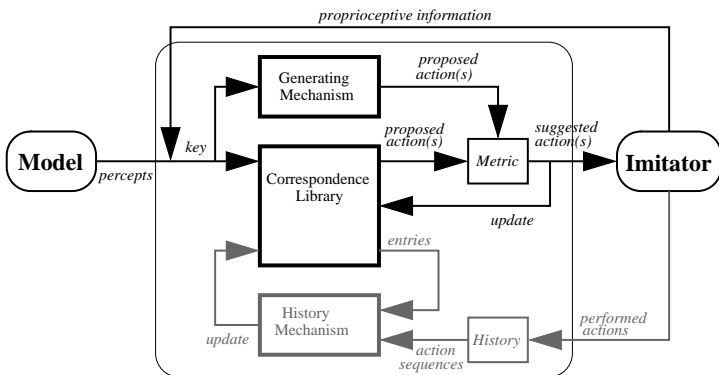 proprioceptive information
proposed
action(s)
Generating
Mechanism
Model
percepts
key
proposed
action(s)
Metric
suggested
action(s)
Imitator
Correspondence
Library
update
entries
History
Mechanism
update
action
sequences
History
performed
actions